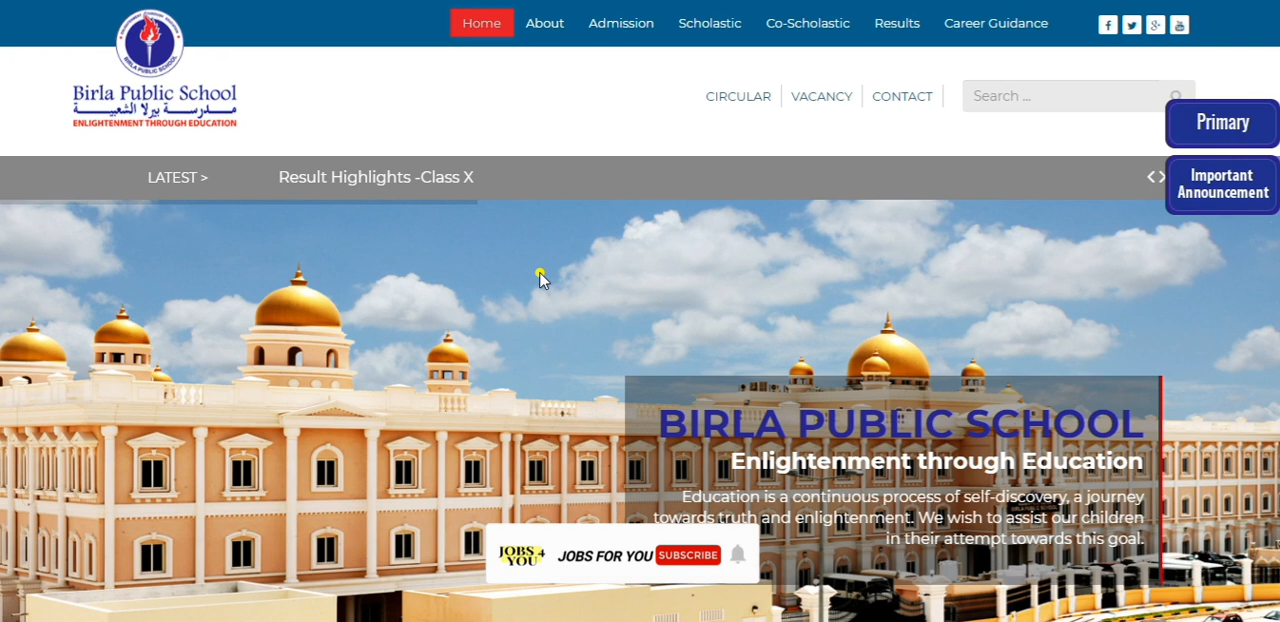 Home About Admission Scholastic Co-Scholastic Results Career Guidance
BIRLA PUBLIC SCHOOL
Birla Public School
مدرسة بيرلا الشعبية
ENLIGHTENMENT THROUGH EDUCATION
CIRCULAR VACANCY CONTACT Search ...
Primary
LATEST > Result Highlights -Class X
Important
Announcement
BIRLA PUBLIC SCHOOL
Enlightenment through Education
Education is a continuous process of self-discovery, a journey
towards truth and enlightenment. We wish to assist our children
in their attempt towards this goal.
JOBS 4
YOU
JOBS FOR YOU SUBSCRIBE